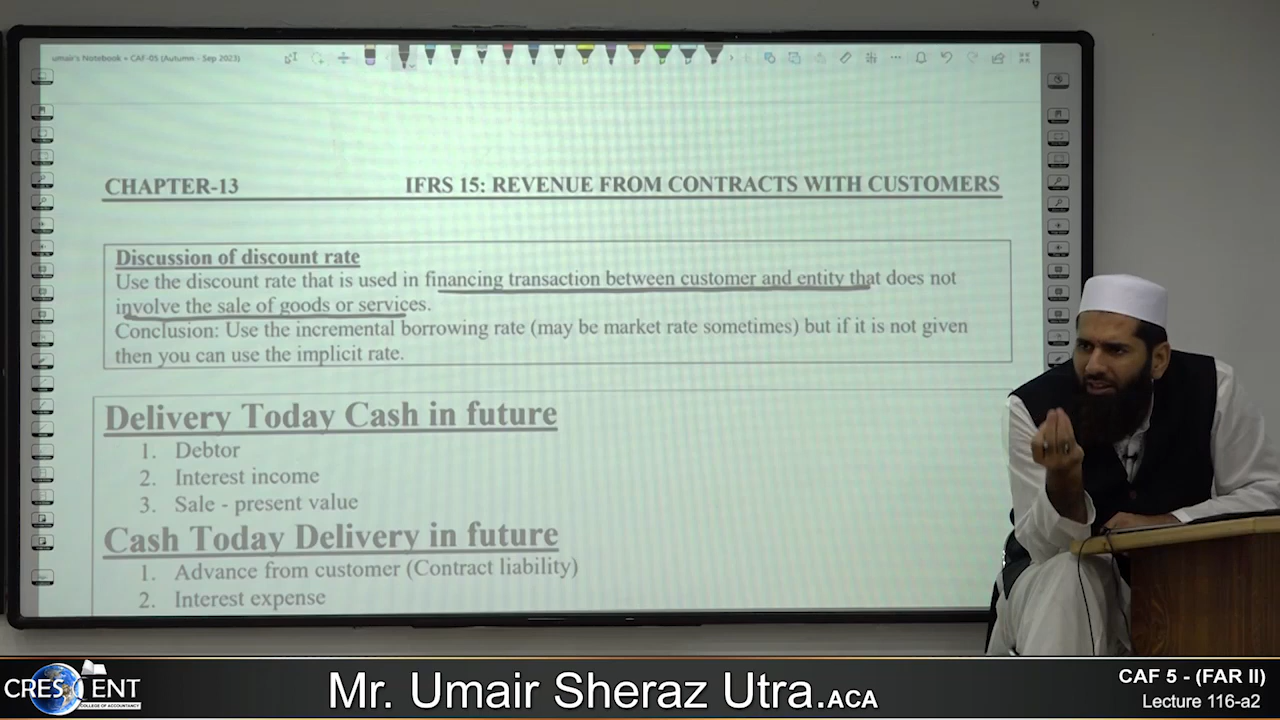 umair's Notebook » CAF-05 (Autumn - Sep 2023)
CHAPTER-13 IFRS 15: REVENUE FROM CONTRACTS WITH CUSTOMERS
Discussion of discount rate
Use the discount rate that is used in financing transaction between customer and entity that does not
involve the sale of goods or services.
Conclusion: Use the incremental borrowing rate (may be market rate sometimes) but if it is not given
then you can use the implicit rate.
Delivery Today Cash in future
1. Debtor
2. Interest income
3. Sale - present value
Cash Today Delivery in future
1. Advance from customer (Contract liability)
2. Interest expense
CRESCENT
COLLEGE OF ACCOUNTANCY
Mr. Umair Sheraz Utra.ACA
CAF 5 - (FAR II)
Lecture 116-a2